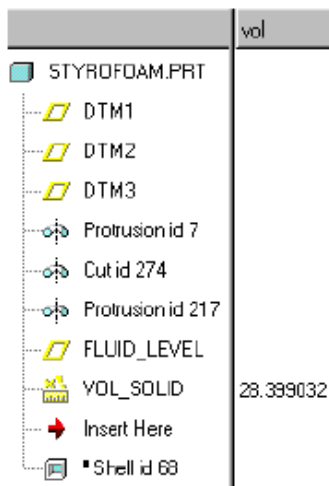 vol
STYROFOAM.PRT
DTM1
DTM2
DTM3
Protrusion id 7
Cut id 274
Protrusion id 217
FLUID_LEVEL
VOL_SOLID 28.399032
Insert Here
Shell id 68